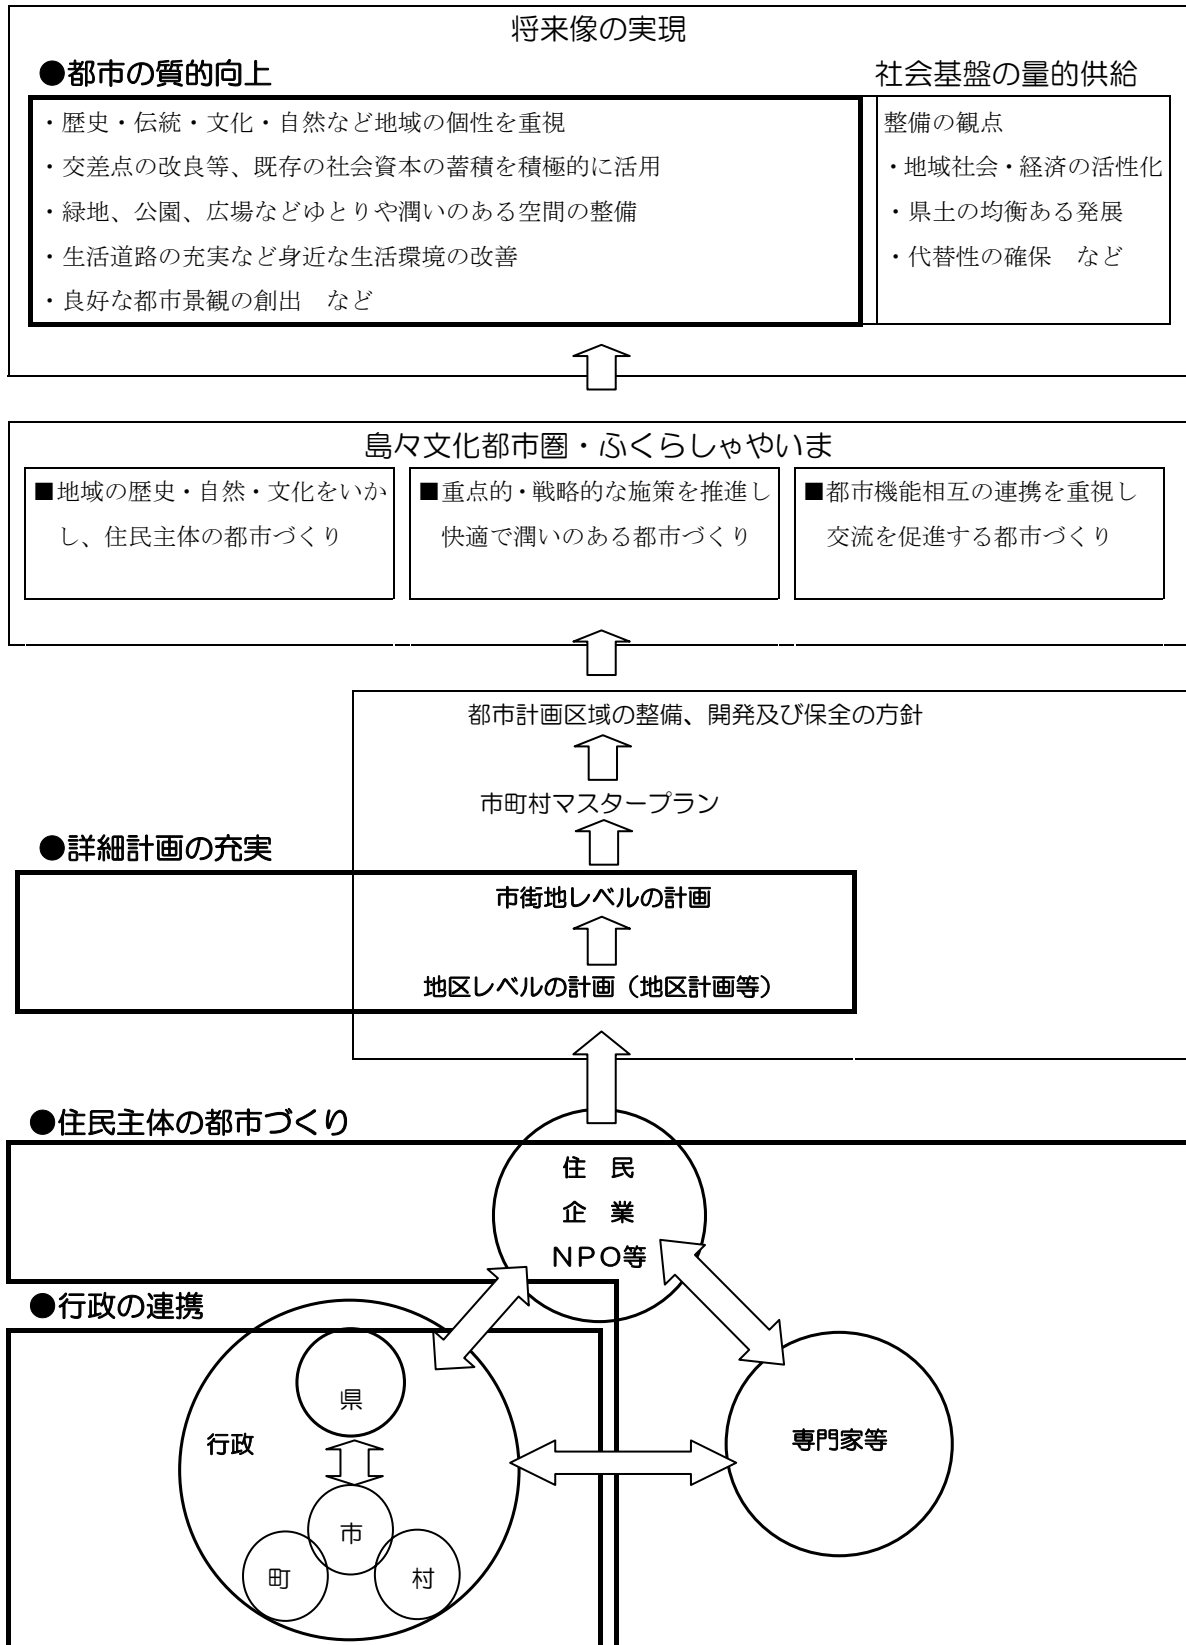 将来像の実現
●都市の質的向上
社会基盤の量的供給
・歴史・伝統・文化・自然など地域の個性を重視
・交差点の改良等、既存の社会資本の蓄積を積極的に活用
・緑地、公園、広場などゆとりや潤いのある空間の整備
・生活道路の充実など身近な生活環境の改善
・良好な都市景観の創出　など
整備の観点
・地域社会・経済の活性化
・県土の均衡ある発展
・代替性の確保　など
島々文化都市圏・ふくらしゃやいま
■地域の歴史・自然・文化をいか
し、住民主体の都市づくり
■重点的・戦略的な施策を推進し
快適で潤いのある都市づくり
■都市機能相互の連携を重視し
交流を促進する都市づくり
都市計画区域の整備、開発及び保全の方針
市町村マスタープラン
●詳細計画の充実
市街地レベルの計画
地区レベルの計画（地区計画等）
●住民主体の都市づくり
住　民
企　業
ＮＰＯ等
●行政の連携
県
行政
専門家等
市
町
村